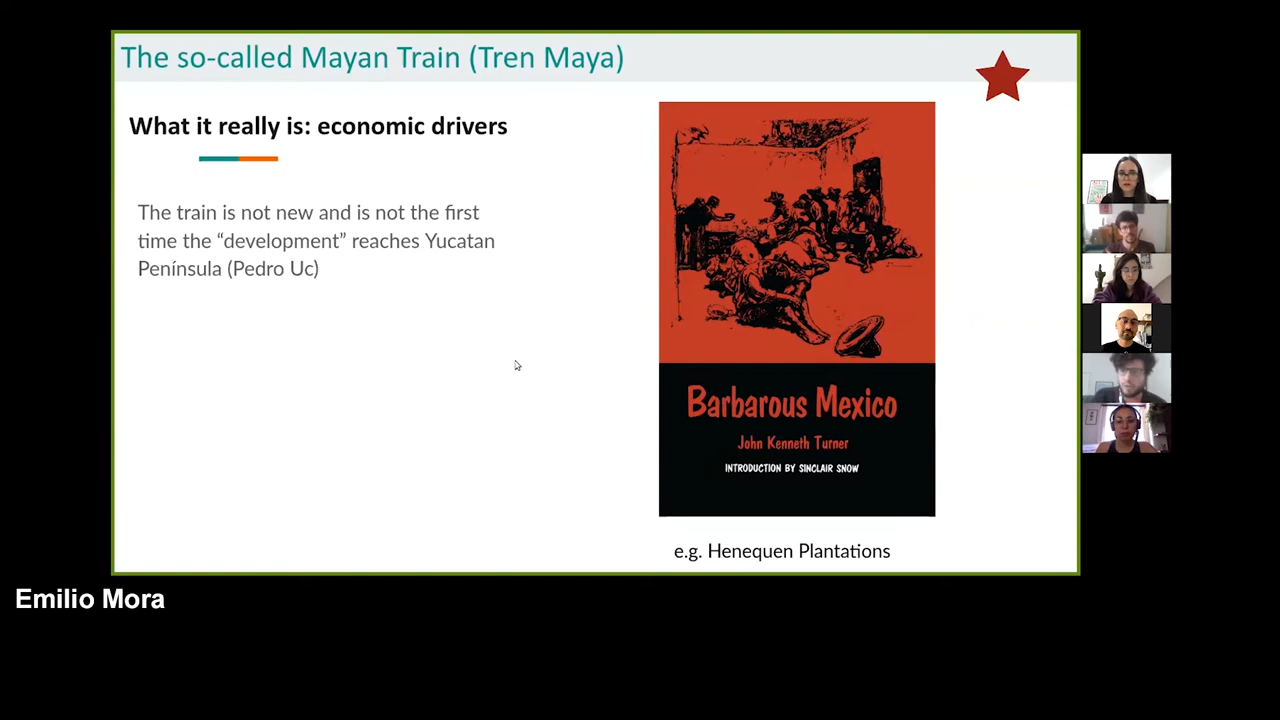 The so-called Mayan Train (Tren Maya)
What it really is: economic drivers
The train is not new and is not the first
time the “development” reaches Yucatan
Península (Pedro Uc)
Barbarous Mexico
John Kenneth Turner
INTRODUCTION BY SINCLAIR SNOW
e.g. Henequen Plantations
Emilio Mora